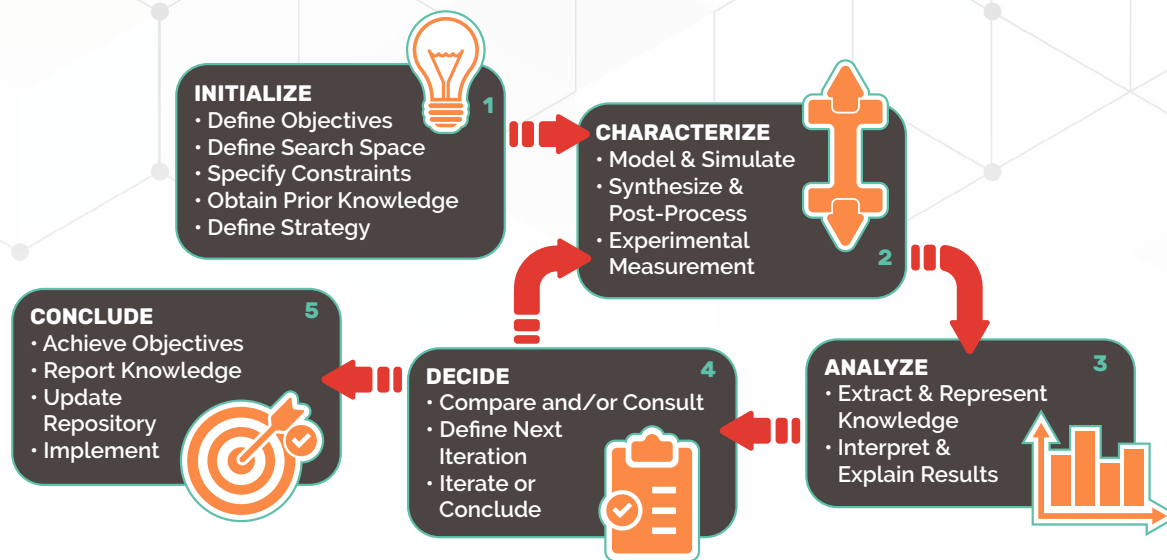 1
INITIALIZE
• Define Objectives
• Define Search Space
• Specify Constraints
• Obtain Prior Knowledge
• Define Strategy
CHARACTERIZE
• Model & Simulate
• Synthesize &
Post-Process
• Experimental
Measurement
2
3
ANALYZE
• Extract & Represent
Knowledge
• Interpret &
Explain Results
4
DECIDE
• Compare and/or Consult
• Define Next
Iteration
• Iterate or
Conclude
5
CONCLUDE
• Achieve Objectives
• Report Knowledge
• Update
Repository
• Implement